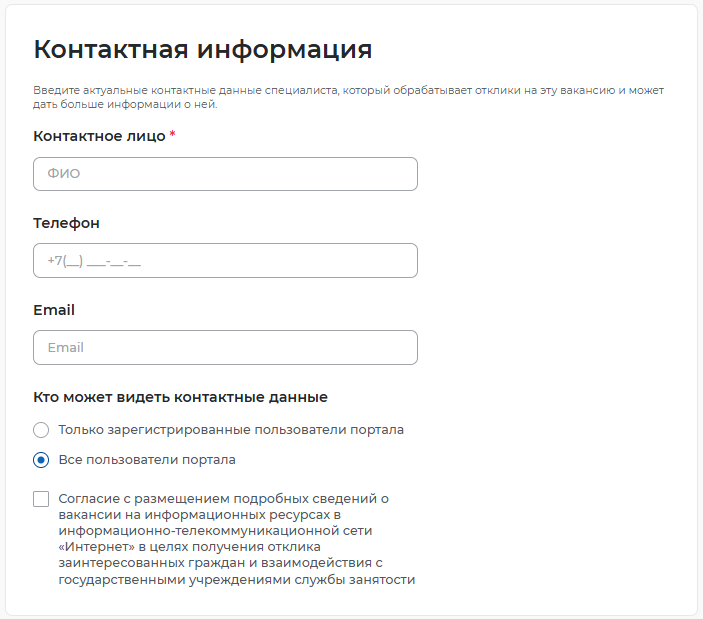 Контактная информация
Введите актуальные контактные данные специалиста, который обрабатывает отклики на эту вакансию и может
дать больше информации о ней.
Контактное лицо *
ФИО
Телефон
+7(__) ___-__-__
Email
Email
Кто может видеть контактные данные
Только зарегистрированные пользователи портала
Все пользователи портала
Согласие с размещением подробных сведений о
вакансии на информационных ресурсах в
информационно-телекоммуникационной сети
«Интернет» в целях получения отклика
заинтересованных граждан и взаимодействия с
государственными учреждениями службы занятости